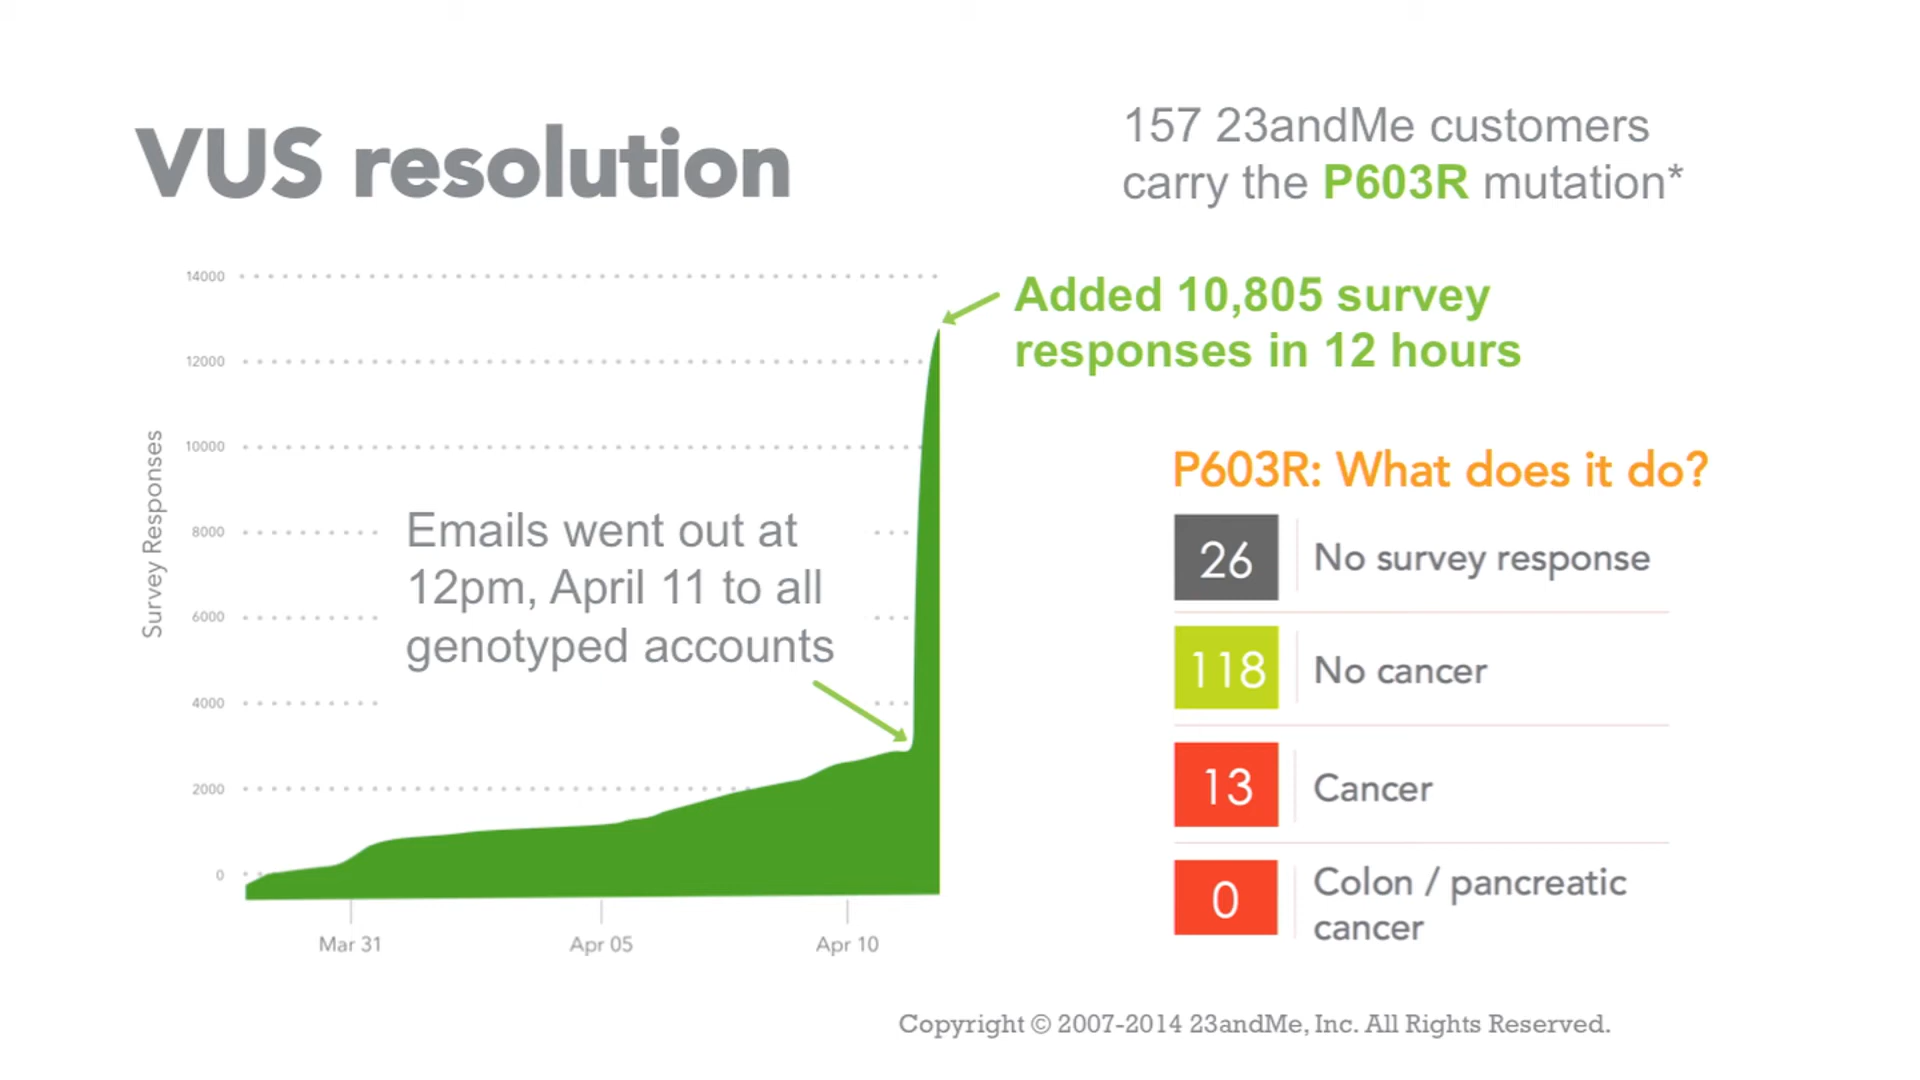 VUS resolution
157 23andMe customers
carry the P603R mutation*
14000
12000
10000
8000
6000
4000
2000
0
Survey Responses
Mar 31
Apr 05
Apr 10
Emails went out at
12pm, April 11 to all
genotyped accounts
Added 10,805 survey
responses in 12 hours
P603R: What does it do?
26 No survey response
118 No cancer
13 Cancer
0 Colon / pancreatic
cancer
Copyright © 2007-2014 23andMe, Inc. All Rights Reserved.